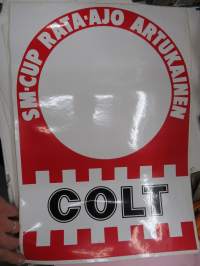 SM-CUP RATA-AJO ARTUKAINEN
COLT